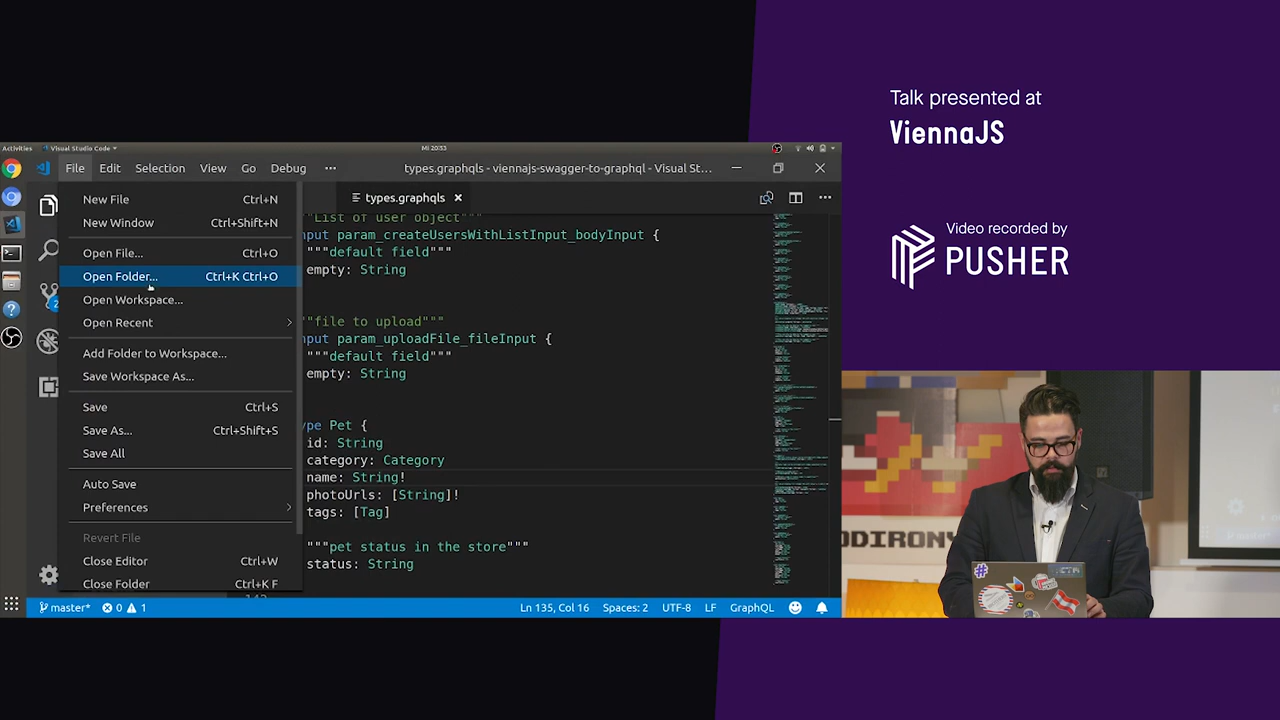 Talk presented at
ViennaJS
Video recorded by
PUSHER
Activities
Visual Studio Code
Mi 20:53
File Edit Selection View Go Debug ···
types.graphqls - viennajs-swagger-to-graphql - Visual St...
types.graphqls
New File Ctrl+N
New Window Ctrl+Shift+N
Open File... Ctrl+O
Open Folder... Ctrl+K Ctrl+O
Open Workspace...
Open Recent
Add Folder to Workspace...
Save Workspace As...
Save Ctrl+S
Save As... Ctrl+Shift+S
Save All
Auto Save
Preferences
Revert File
Close Editor Ctrl+W
Close Folder Ctrl+K F
"List of user object"""
nput param_createUsersWithListInput_bodyInput {
"""default field"""
empty: String
""file to upload"""
nput param_uploadFile_fileInput {
"""default field"""
empty: String
ype Pet {
id: String
category: Category
name: String!
photoUrls: [String]!
tags: [Tag]
"""pet status in the store"""
status: String
master* 0 1
Ln 135, Col 16 Spaces: 2 UTF-8 LF GraphQL
ODIRONY